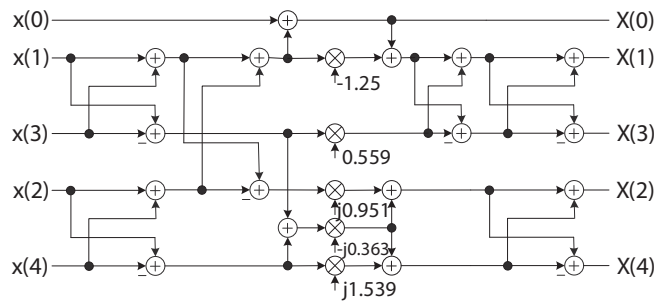 x(0) X(0)
x(1) X(1)
-1.25
x(3) X(3)
0.559
x(2) X(2)
j0.951
-j0.363
x(4) X(4)
j1.539